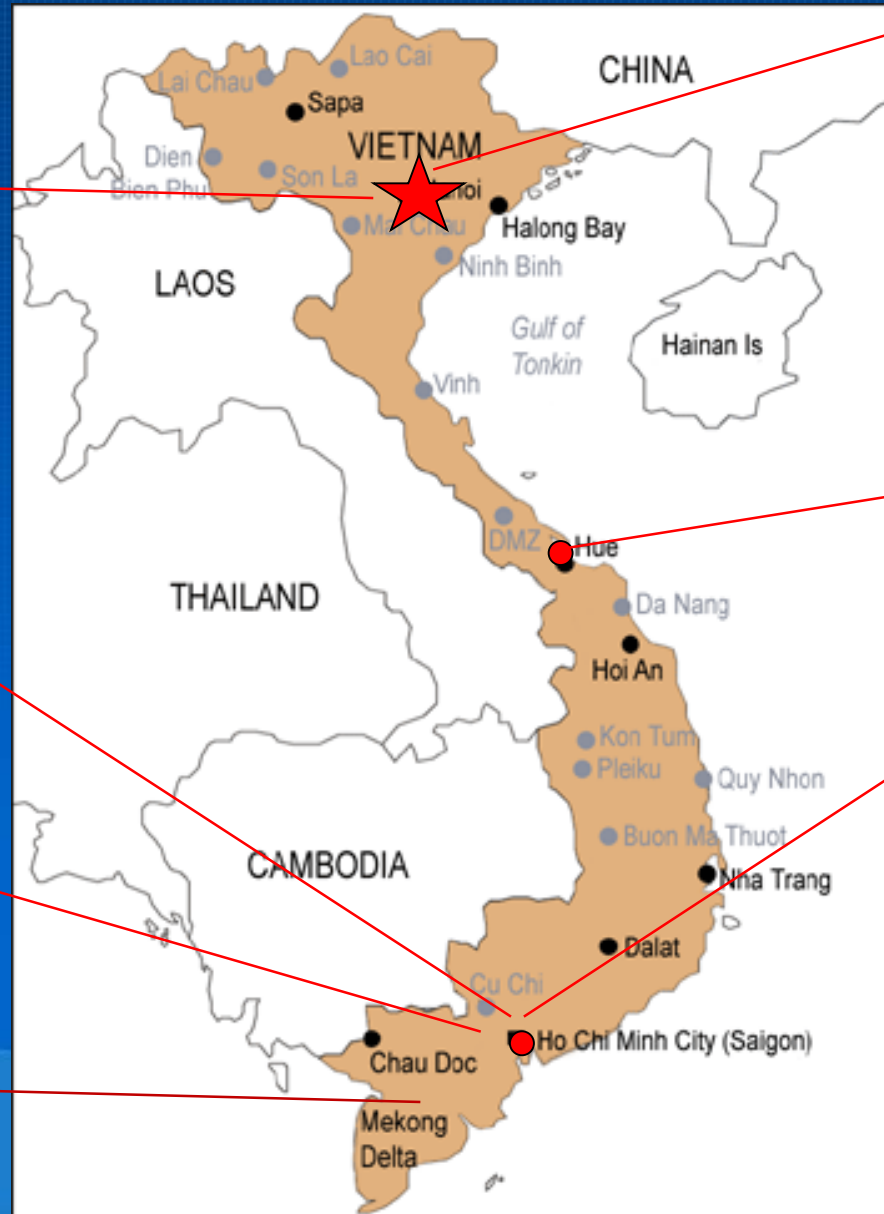 CHINA
Lao Cai
Lai Chau
Sapa
VIETNAM
Dien
Bien Phu
Son La
Halong Bay
Mai Chau
Ninh Binh
LAOS
Gulf of
Tonkin
Hainan Is
Vinh
DMZ
Hue
THAILAND
Da Nang
Hoi An
Kon Tum
Pleiku
Quy Nhon
Buon Ma Thuot
CAMBODIA
Nha Trang
Dalat
Cu Chi
Ho Chi Minh City (Saigon)
Chau Doc
Mekong
Delta